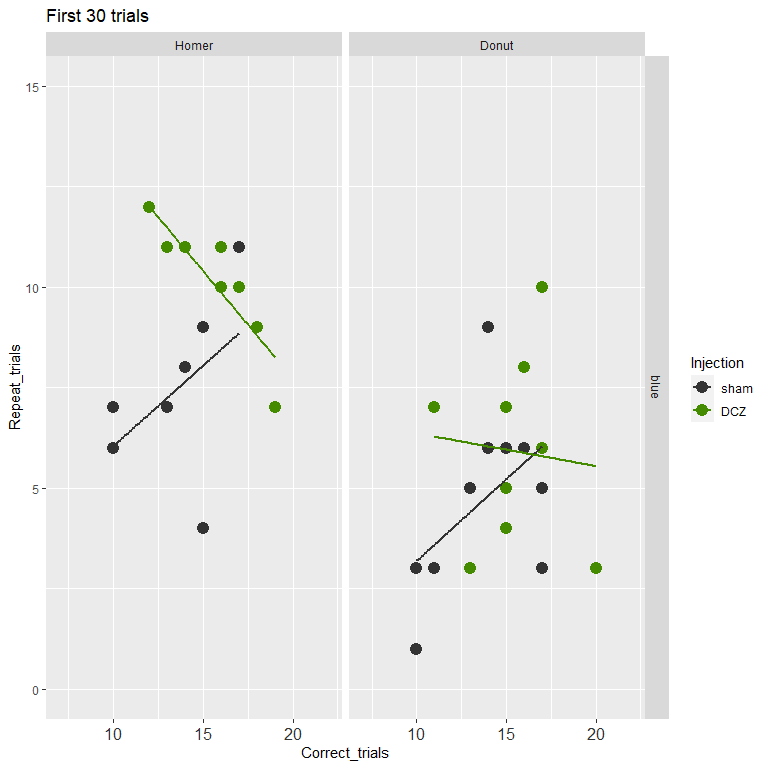 First 30 trials
Homer
Donut
15
10
5
0
Repeat_trials
blue
Injection
sham
DCZ
10
15
20
10
15
20
Correct_trials